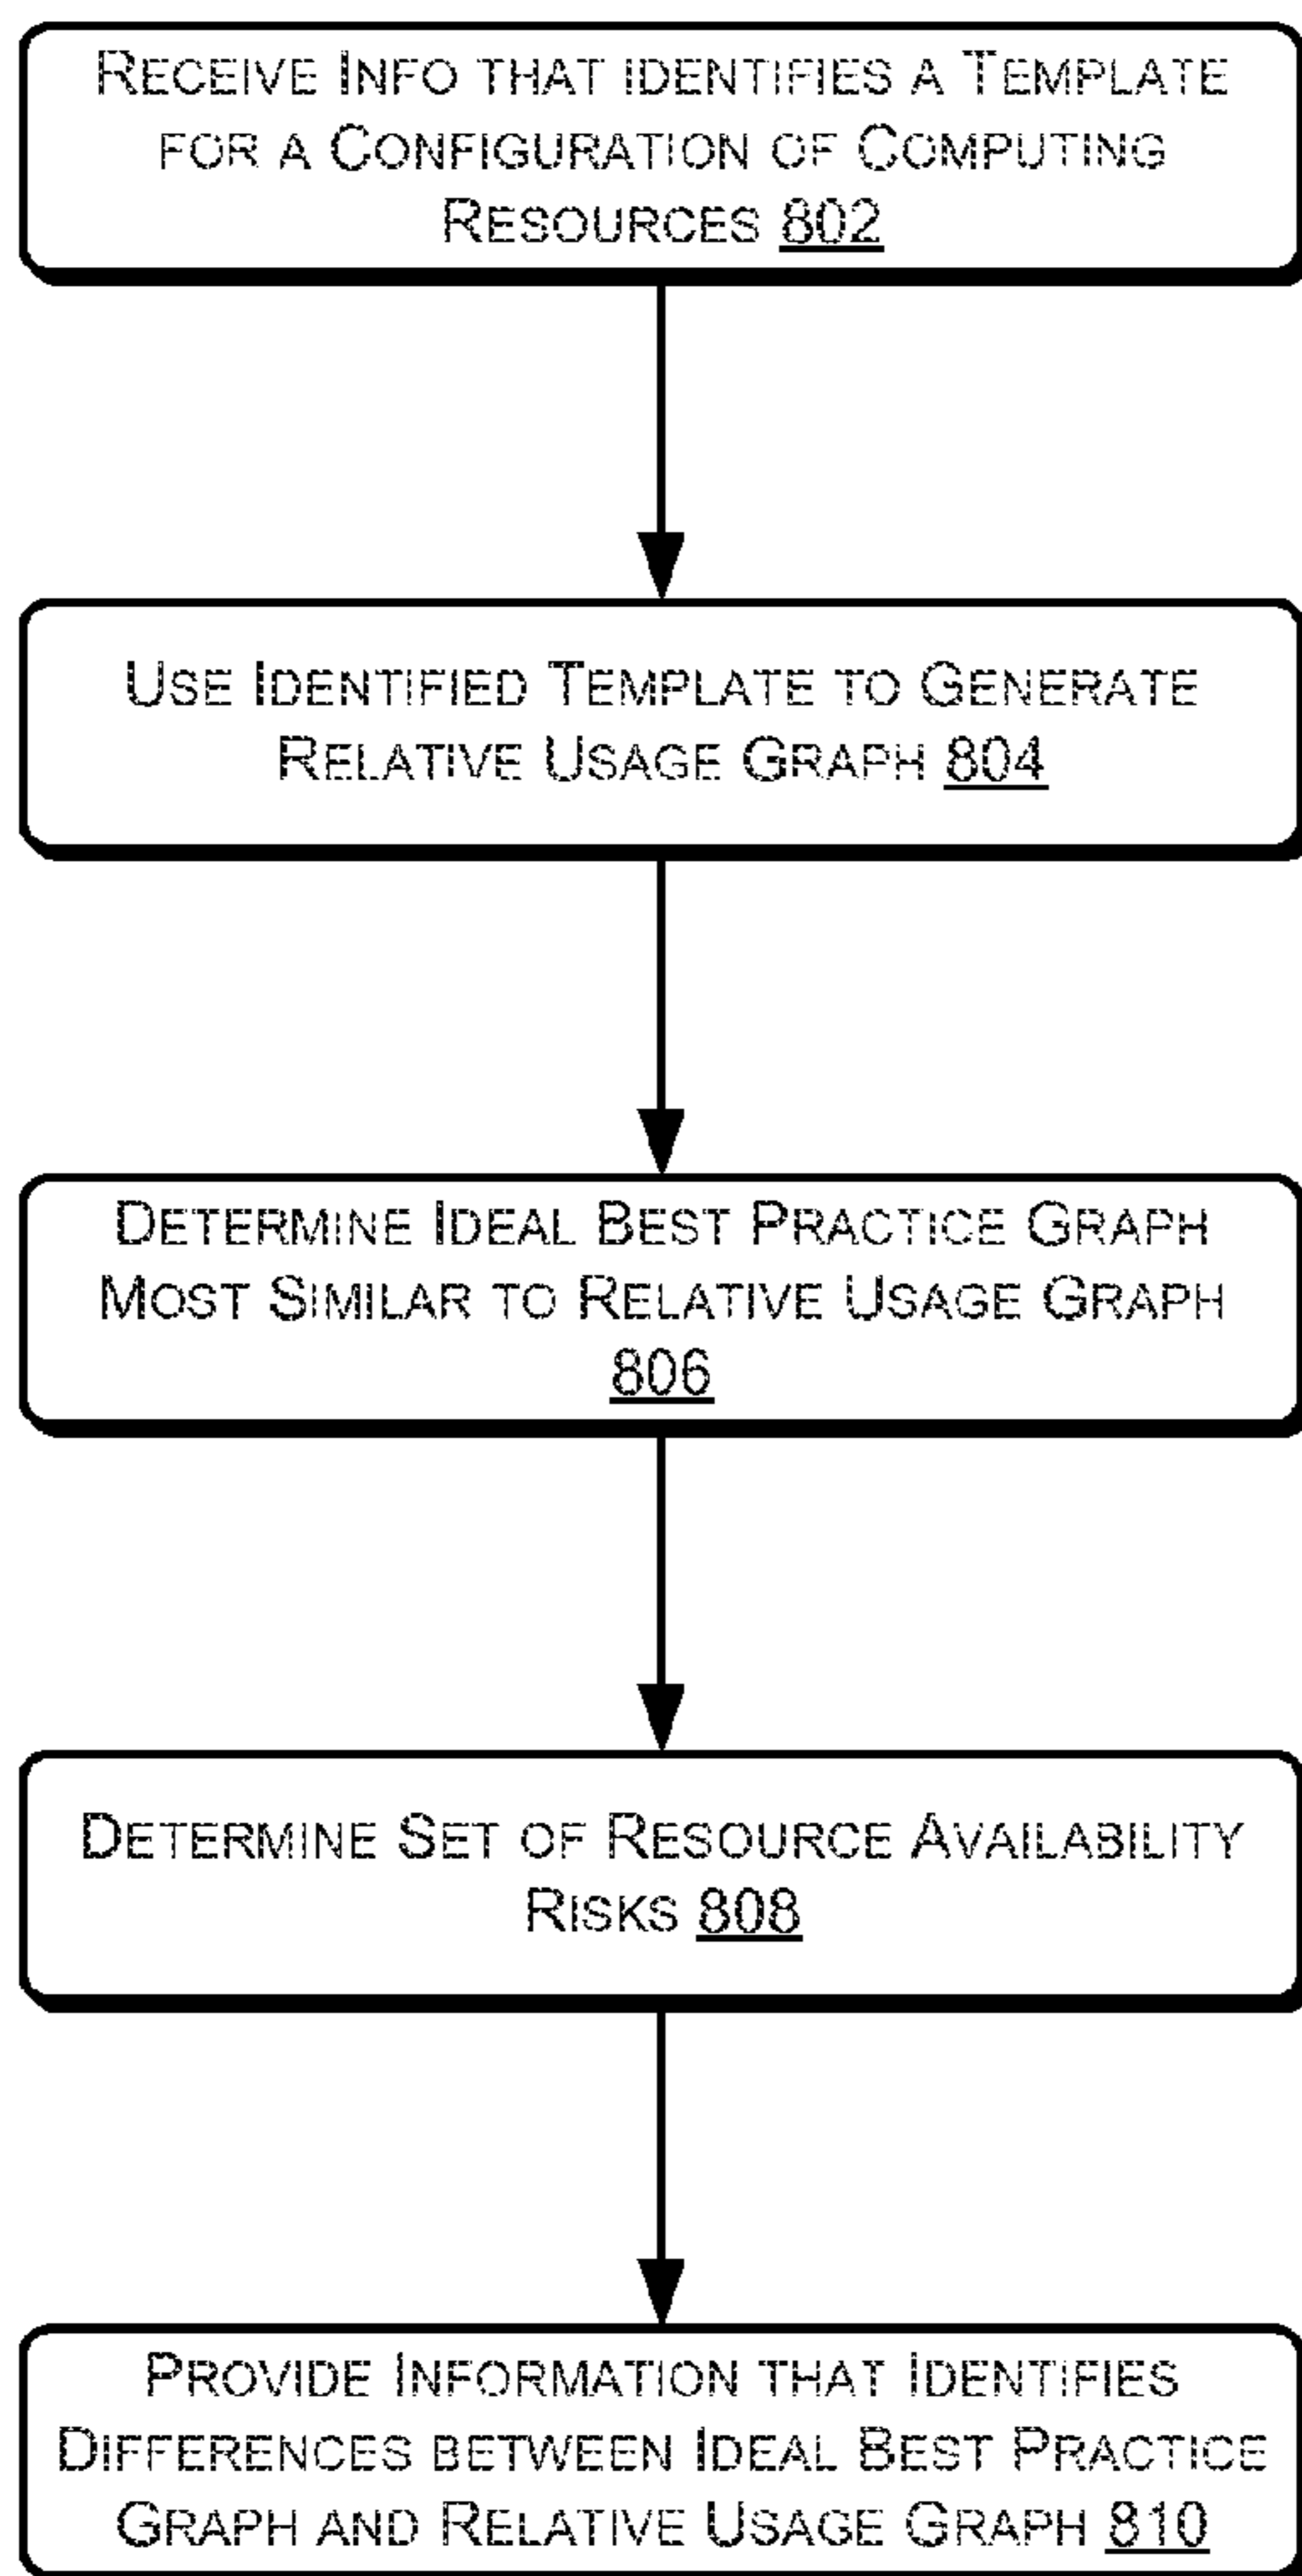 RECEIVE INFO THAT IDENTIFIES A TEMPLATE
FOR A CONFIGURATION OF COMPUTING
RESOURCES 802
USE IDENTIFIED TEMPLATE TO GENERATE
RELATIVE USAGE GRAPH 804
DETERMINE IDEAL BEST PRACTICE GRAPH
MOST SIMILAR TO RELATIVE USAGE GRAPH
806
DETERMINE SET OF RESOURCE AVAILABILITY
RISKS 808
PROVIDE INFORMATION THAT IDENTIFIES
DIFFERENCES BETWEEN IDEAL BEST PRACTICE
GRAPH AND RELATIVE USAGE GRAPH 810